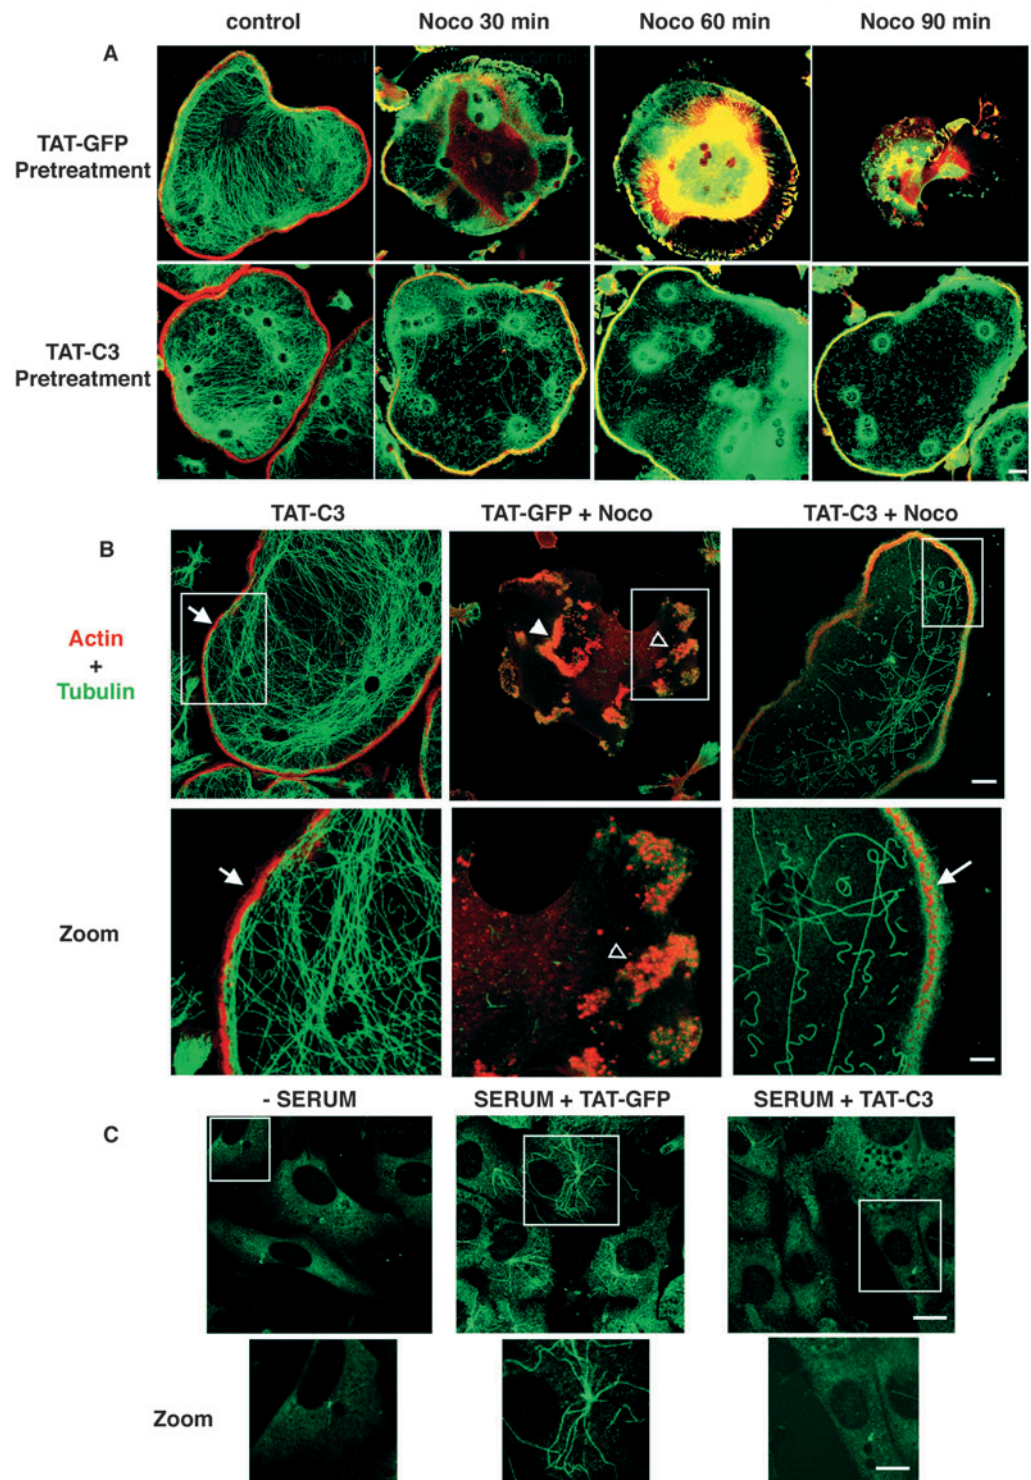 control Noco 30 min Noco 60 min Noco 90 min
A
TAT-GFP
Pretreatment
TAT-C3
Pretreatment
TAT-C3 TAT-GFP + Noco TAT-C3 + Noco
B
Actin
+
Tubulin
Zoom
- SERUM SERUM + TAT-GFP SERUM + TAT-C3
C
Zoom